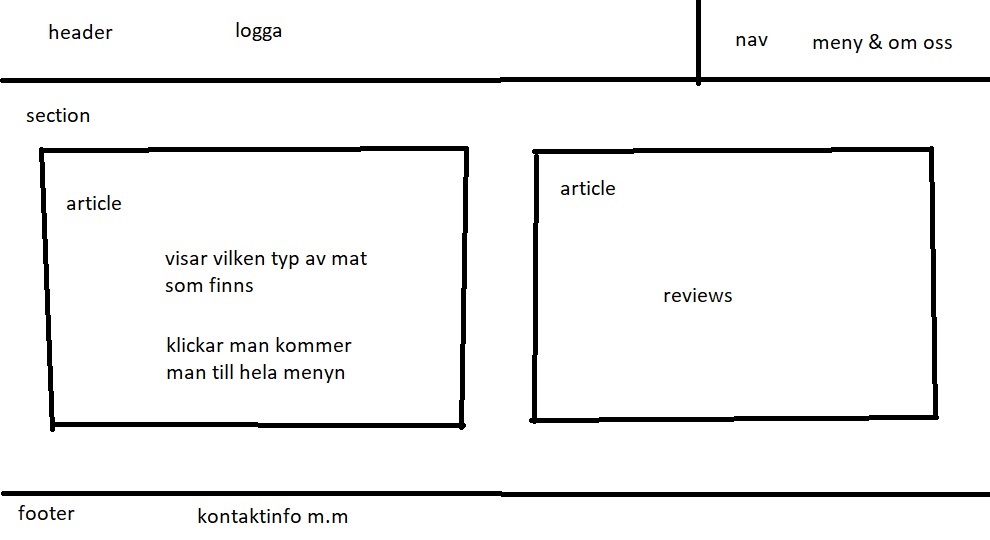 header
logga
nav
meny & om oss
section
article
visar vilken typ av mat
som finns
klickar man kommer
man till hela menyn
article
reviews
footer
kontaktinfo m.m